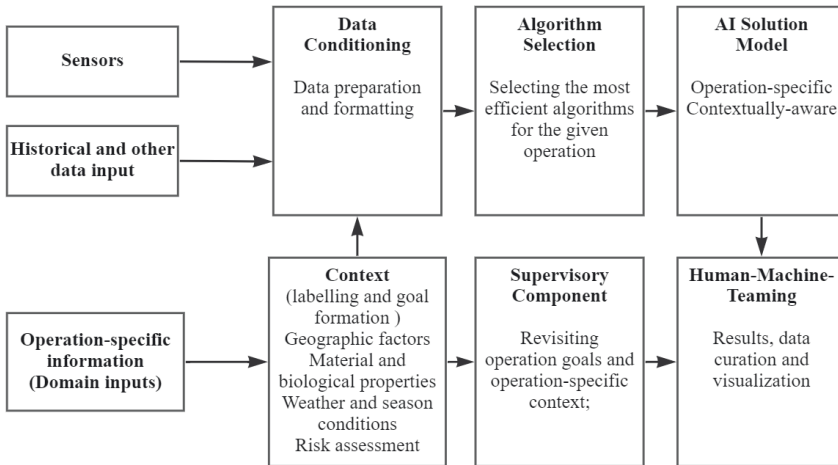 Sensors
Historical and other
data input
Data
Conditioning
Data preparation
and formatting
Algorithm
Selection
Selecting the most
efficient algorithms
for the given
operation
AI Solution
Model
Operation-specific
Contextually-aware
Operation-specific
information
(Domain inputs)
Context
(labelling and goal
formation )
Geographic factors
Material and
biological properties
Weather and season
conditions
Risk assessment
Supervisory
Component
Revisiting
operation goals and
operation-specific
context;
Human-Machine-
Teaming
Results, data
curation and
visualization